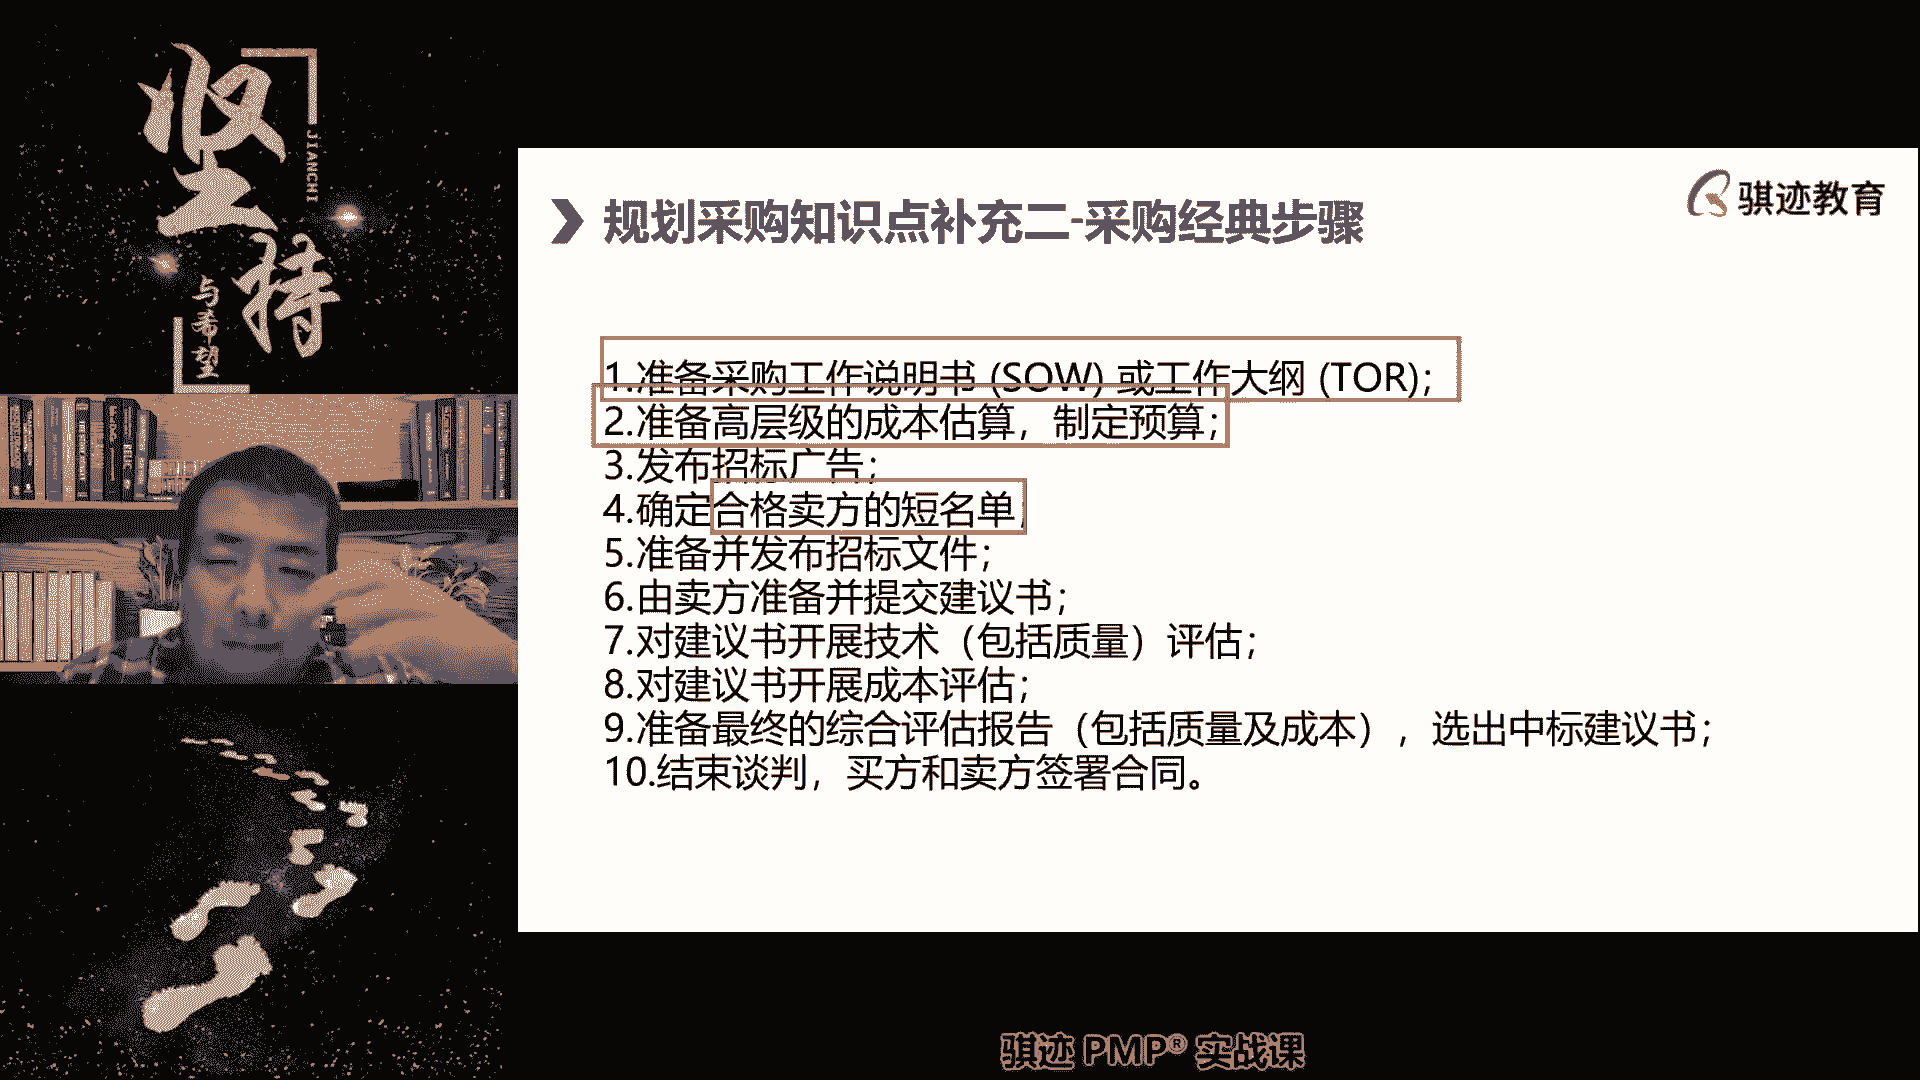 坚持
JIANCHI
与希望
骐迹教育
规划采购知识点补充二-采购经典步骤
1.准备采购工作说明书 (SOW) 或工作大纲 (TOR);
2.准备高层级的成本估算，制定预算;
3.发布招标广告;
4.确定合格卖方的短名单;
5.准备并发布招标文件;
6.由卖方准备并提交建议书;
7.对建议书开展技术（包括质量）评估;
8.对建议书开展成本评估;
9.准备最终的综合评估报告（包括质量及成本），选出中标建议书;
10.结束谈判，买方和卖方签署合同。
骐迹 PMP® 实战课